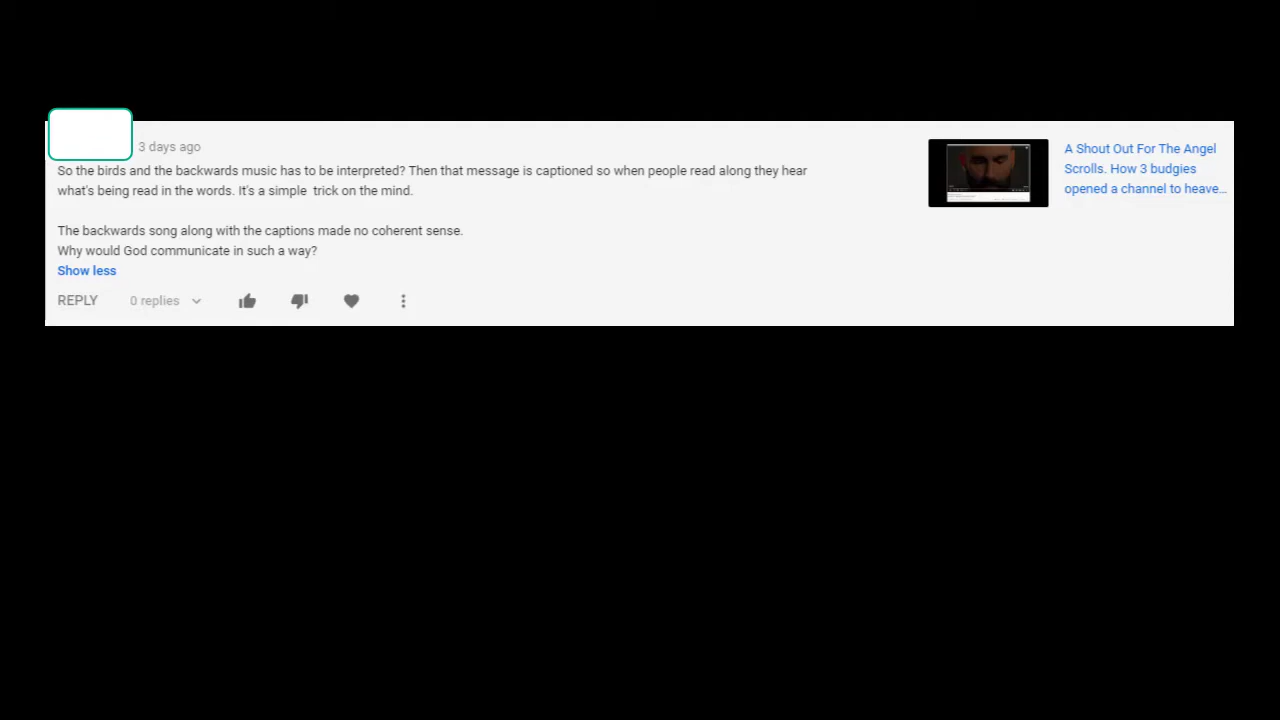 3 days ago
So the birds and the backwards music has to be interpreted? Then that message is captioned so when people read along they hear
what's being read in the words. It's a simple  trick on the mind.
The backwards song along with the captions made no coherent sense.
Why would God communicate in such a way?
Show less
REPLY 0 replies
A Shout Out For The Angel
Scrolls. How 3 budgies
opened a channel to heave...